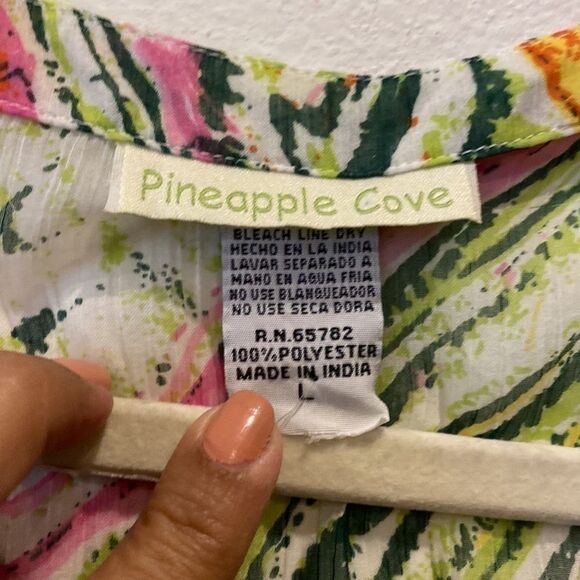 Pineapple Cove
BLEACH LINE DRY
HECHO EN LA INDIA
LAVAR SEPARADO A
MANO EN AGUA FRIA
NO USE BLANQUEADOR
NO USE SECA DORA
R.N.65782
100%POLYESTER
MADE IN INDIA
L